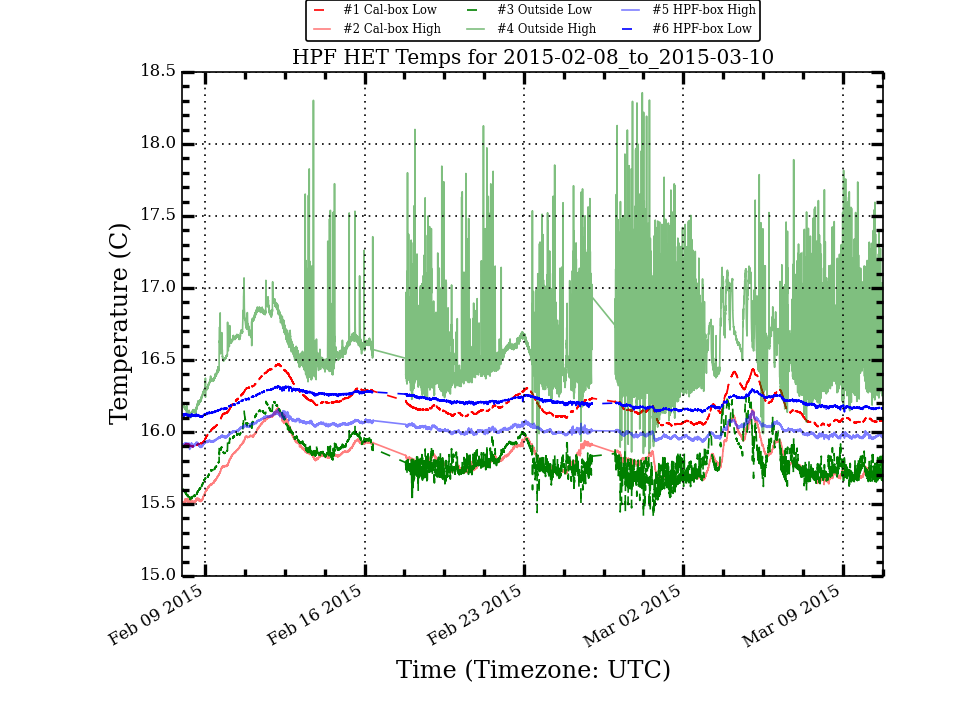 #1 Cal-box Low #3 Outside Low #5 HPF-box High
#2 Cal-box High #4 Outside High #6 HPF-box Low
HPF HET Temps for 2015-02-08_to_2015-03-10
18.5
18.0
17.5
17.0
16.5
16.0
15.5
15.0
Temperature (C)
Feb 09 2015 Feb 16 2015 Feb 23 2015 Mar 02 2015 Mar 09 2015
Time (Timezone: UTC)